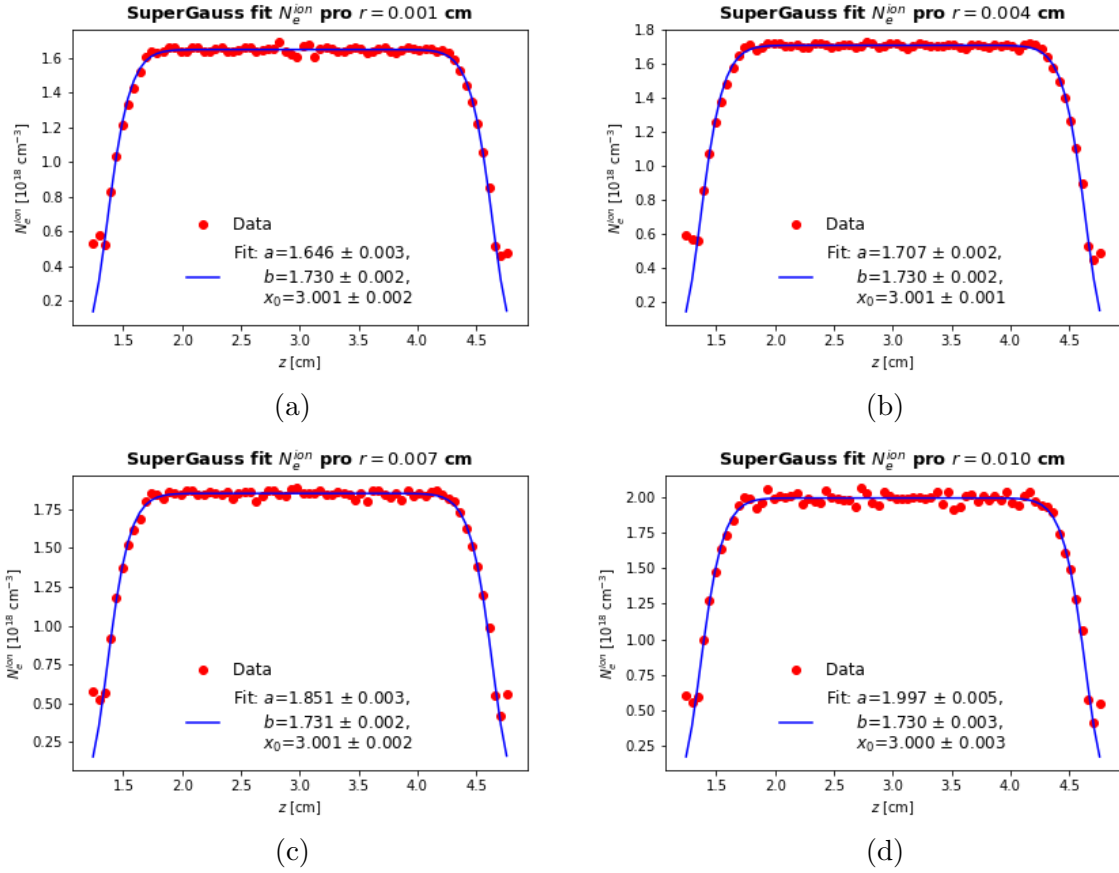 SuperGauss fit $N_e^{ion}$ pro $r = 0.001$ cm
1.6
1.4
1.2
1.0
0.8
0.6
0.4
0.2
$N_e^{ion}$ [$10^{18}$ cm$^{-3}$]
Data
Fit: a=1.646 ± 0.003,
b=1.730 ± 0.002,
$x_0$=3.001 ± 0.002
1.5 2.0 2.5 3.0 3.5 4.0 4.5
z [cm]
(a)
SuperGauss fit $N_e^{ion}$ pro $r = 0.004$ cm
1.8
1.6
1.4
1.2
1.0
0.8
0.6
0.4
0.2
$N_e^{ion}$ [$10^{18}$ cm$^{-3}$]
Data
Fit: a=1.707 ± 0.002,
b=1.730 ± 0.002,
$x_0$=3.001 ± 0.001
1.5 2.0 2.5 3.0 3.5 4.0 4.5
z [cm]
(b)
SuperGauss fit $N_e^{ion}$ pro $r = 0.007$ cm
1.75
1.50
1.25
1.00
0.75
0.50
0.25
$N_e^{ion}$ [$10^{18}$ cm$^{-3}$]
Data
Fit: a=1.851 ± 0.003,
b=1.731 ± 0.002,
$x_0$=3.001 ± 0.002
1.5 2.0 2.5 3.0 3.5 4.0 4.5
z [cm]
(c)
SuperGauss fit $N_e^{ion}$ pro $r = 0.010$ cm
2.00
1.75
1.50
1.25
1.00
0.75
0.50
0.25
$N_e^{ion}$ [$10^{18}$ cm$^{-3}$]
Data
Fit: a=1.997 ± 0.005,
b=1.730 ± 0.003,
$x_0$=3.000 ± 0.003
1.5 2.0 2.5 3.0 3.5 4.0 4.5
z [cm]
(d)